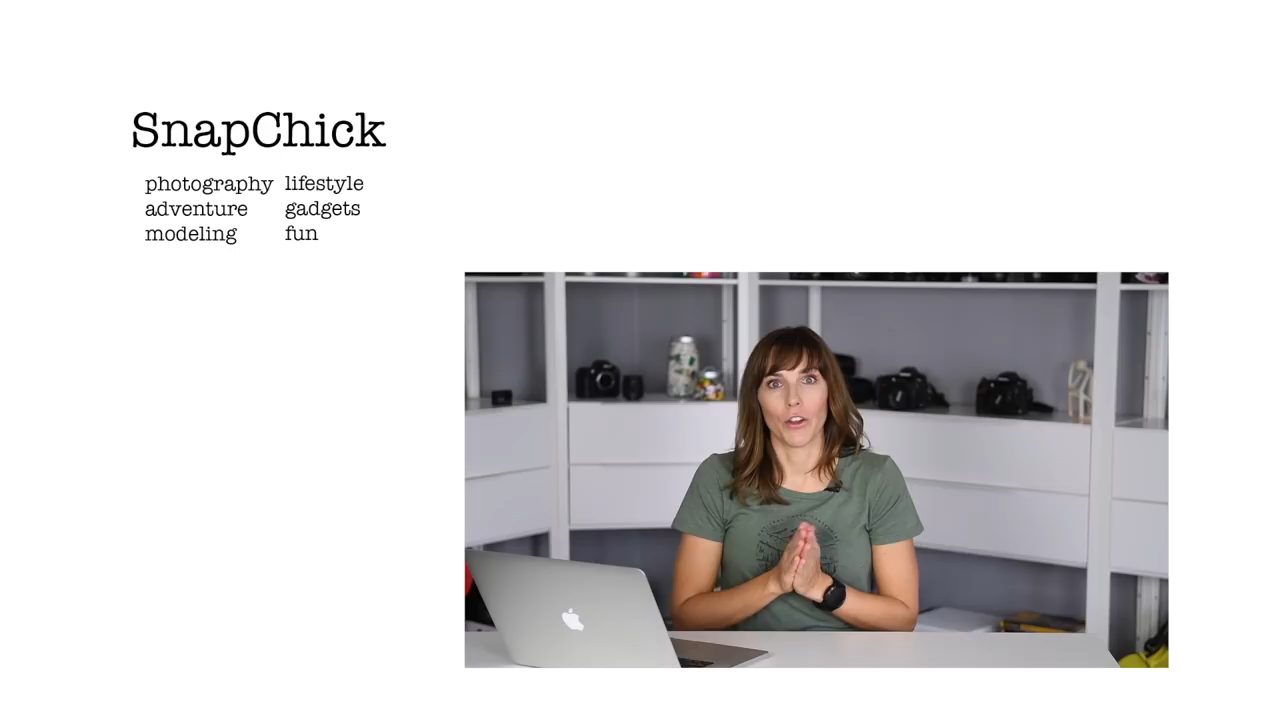 SnapChick
photography lifestyle
adventure gadgets
modeling fun